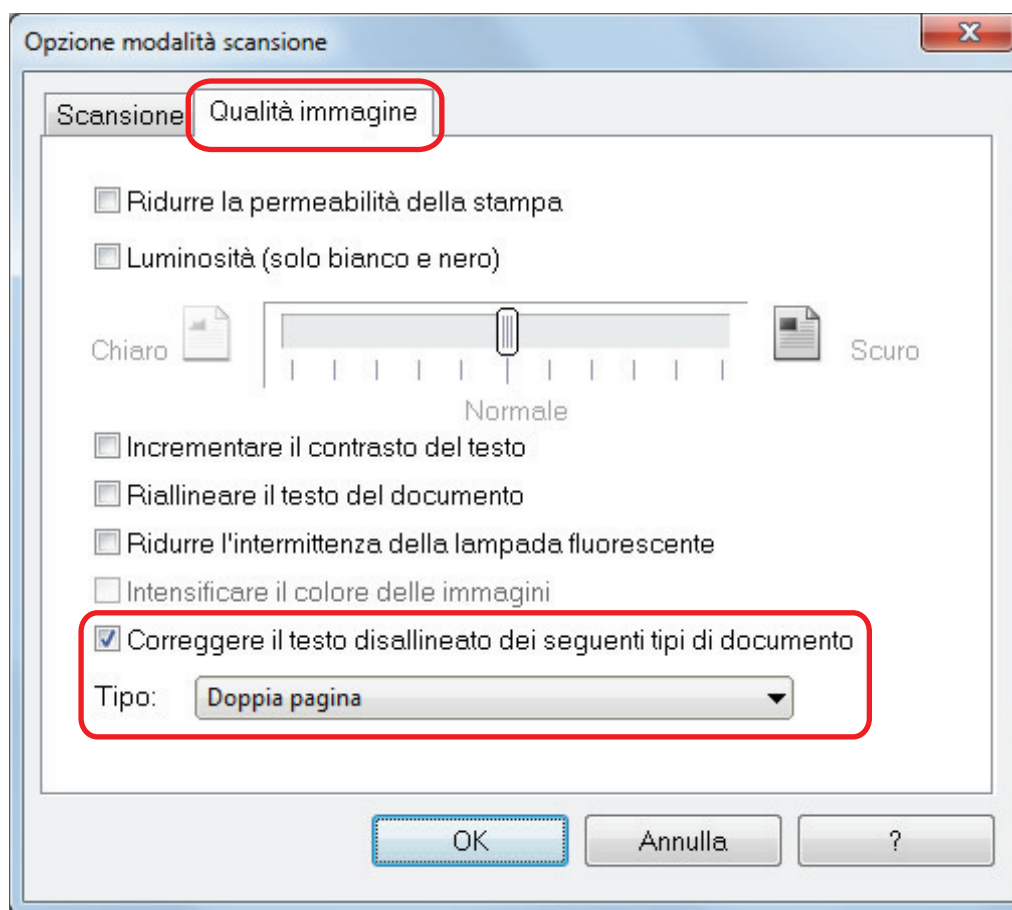 Opzione modalità scansione
x
Scansione Qualità immagine
Ridurre la permeabilità della stampa
Luminosità (solo bianco e nero)
Chiaro Scuro
Normale
Incrementare il contrasto del testo
Riallineare il testo del documento
Ridurre l'intermittenza della lampada fluorescente
Intensificare il colore delle immagini
Correggere il testo disallineato dei seguenti tipi di documento
Tipo: Doppia pagina
OK Annulla ?